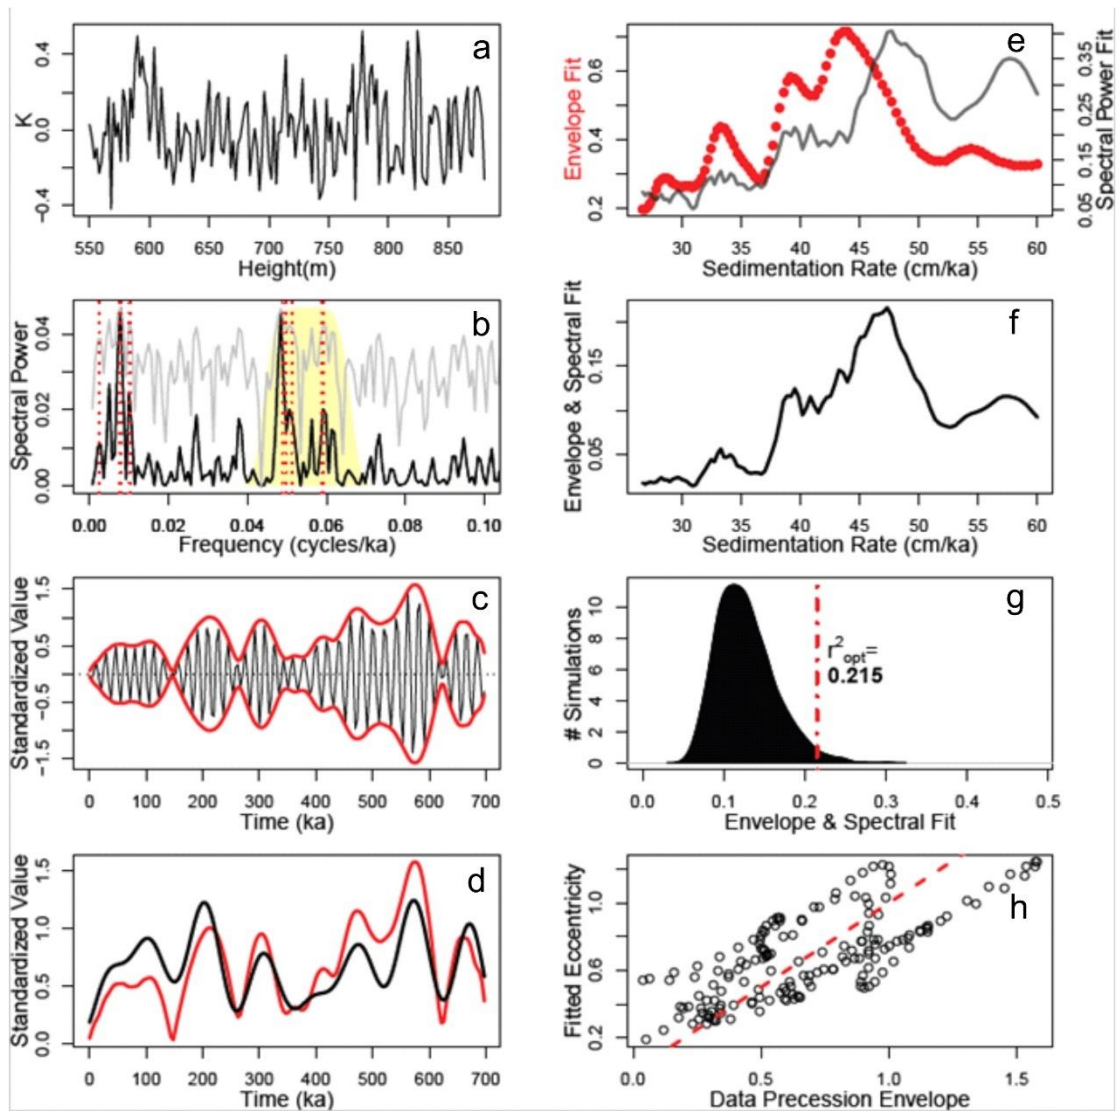 a
K
0.4
0.0
−0.4
550 600 650 700 750 800 850
Height(m)
b
Spectral Power
0.04
0.02
0.00
0.00 0.02 0.04 0.06 0.08 0.10
Frequency (cycles/ka)
c
Standardized Value
1.5
0.5
−0.5
−1.5
0 100 200 300 400 500 600 700
Time (ka)
d
Standardized Value
1.5
1.0
0.5
0.0
0 100 200 300 400 500 600 700
Time (ka)
e
Envelope Fit
0.6
0.4
0.2
Spectral Power Fit
0.35
0.25
0.15
0.05
30 35 40 45 50 55 60
Sedimentation Rate (cm/ka)
f
Envelope & Spectral Fit
0.15
0.05
30 35 40 45 50 55 60
Sedimentation Rate (cm/ka)
g
# Simulations
10
8
6
4
2
0
r²opt=
0.215
0.0 0.1 0.2 0.3 0.4 0.5
Envelope & Spectral Fit
h
Fitted Eccentricity
1.0
0.6
0.2
0.0 0.5 1.0 1.5
Data Precession Envelope